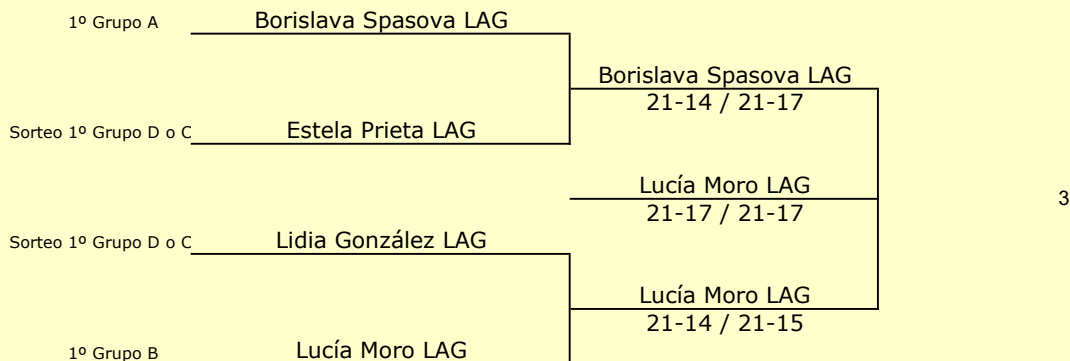 1º Grupo A Borislava Spasova LAG
Borislava Spasova LAG
21-14 / 21-17
Sorteo 1º Grupo D o C Estela Prieta LAG
Lucía Moro LAG
21-17 / 21-17
3
Sorteo 1º Grupo D o C Lidia González LAG
Lucía Moro LAG
21-14 / 21-15
1º Grupo B Lucía Moro LAG